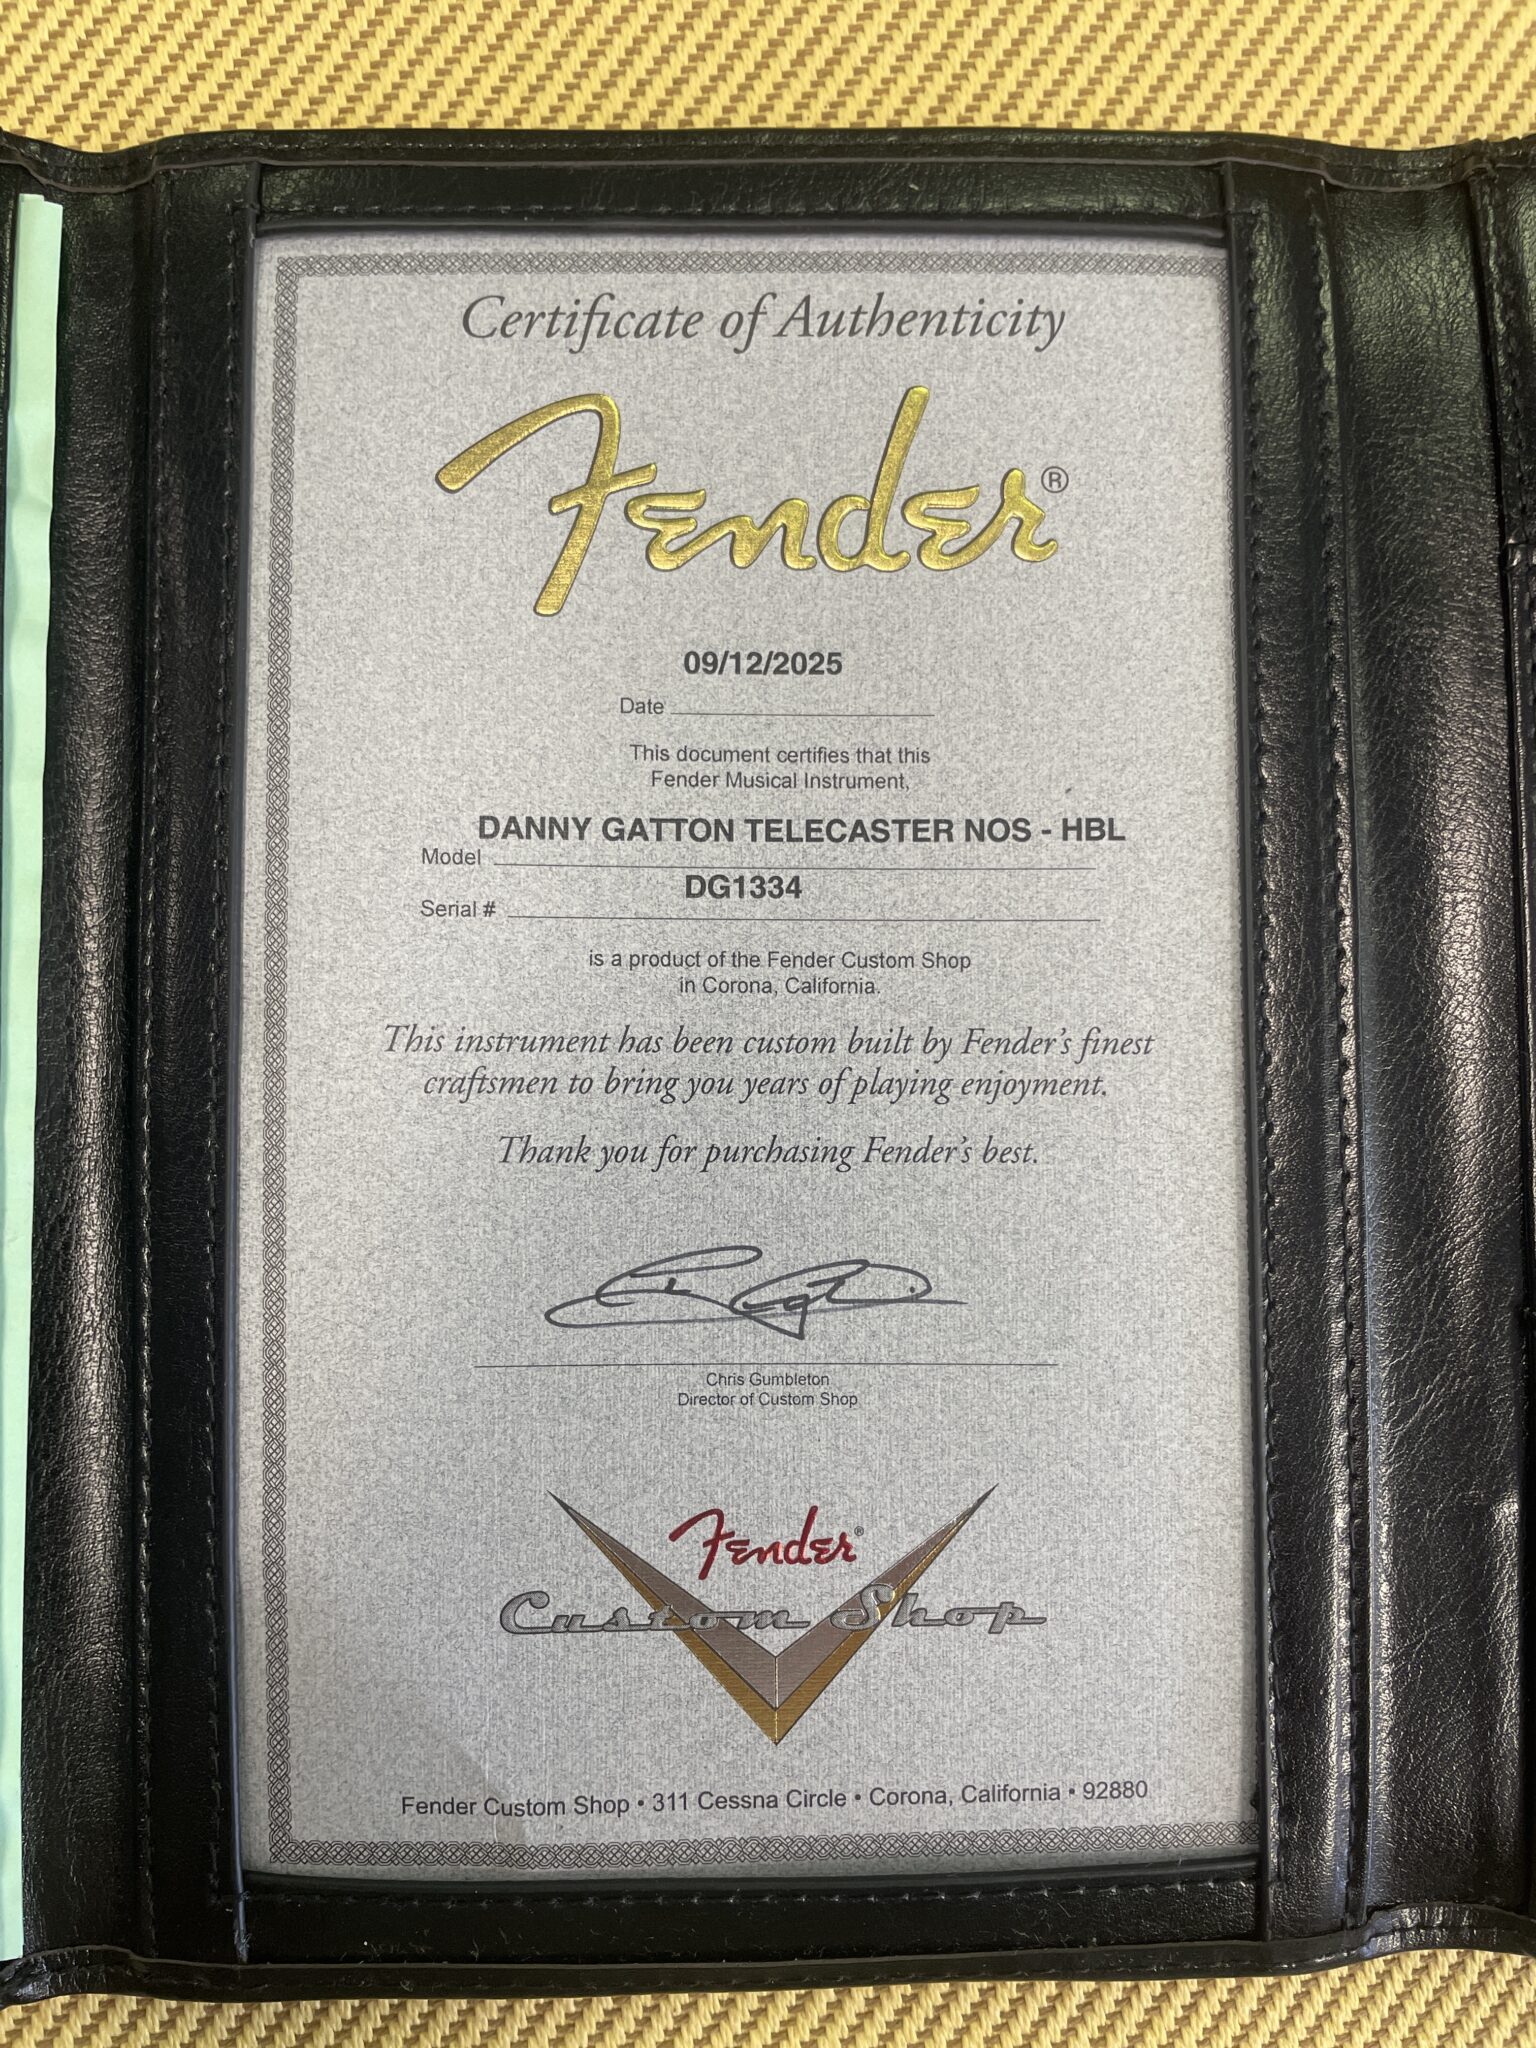 Certificate of Authenticity
Fender®
09/12/2025
Date
This document certifies that this
Fender Musical Instrument,
DANNY GATTON TELECASTER NOS - HBL
Model
DG1334
Serial #
is a product of the Fender Custom Shop
in Corona, California.
This instrument has been custom built by Fender's finest
craftsmen to bring you years of playing enjoyment.
Thank you for purchasing Fender's best.
Chris Gumbleton
Director of Custom Shop
Fender®
Custom Shop
Fender Custom Shop • 311 Cessna Circle • Corona, California • 92880